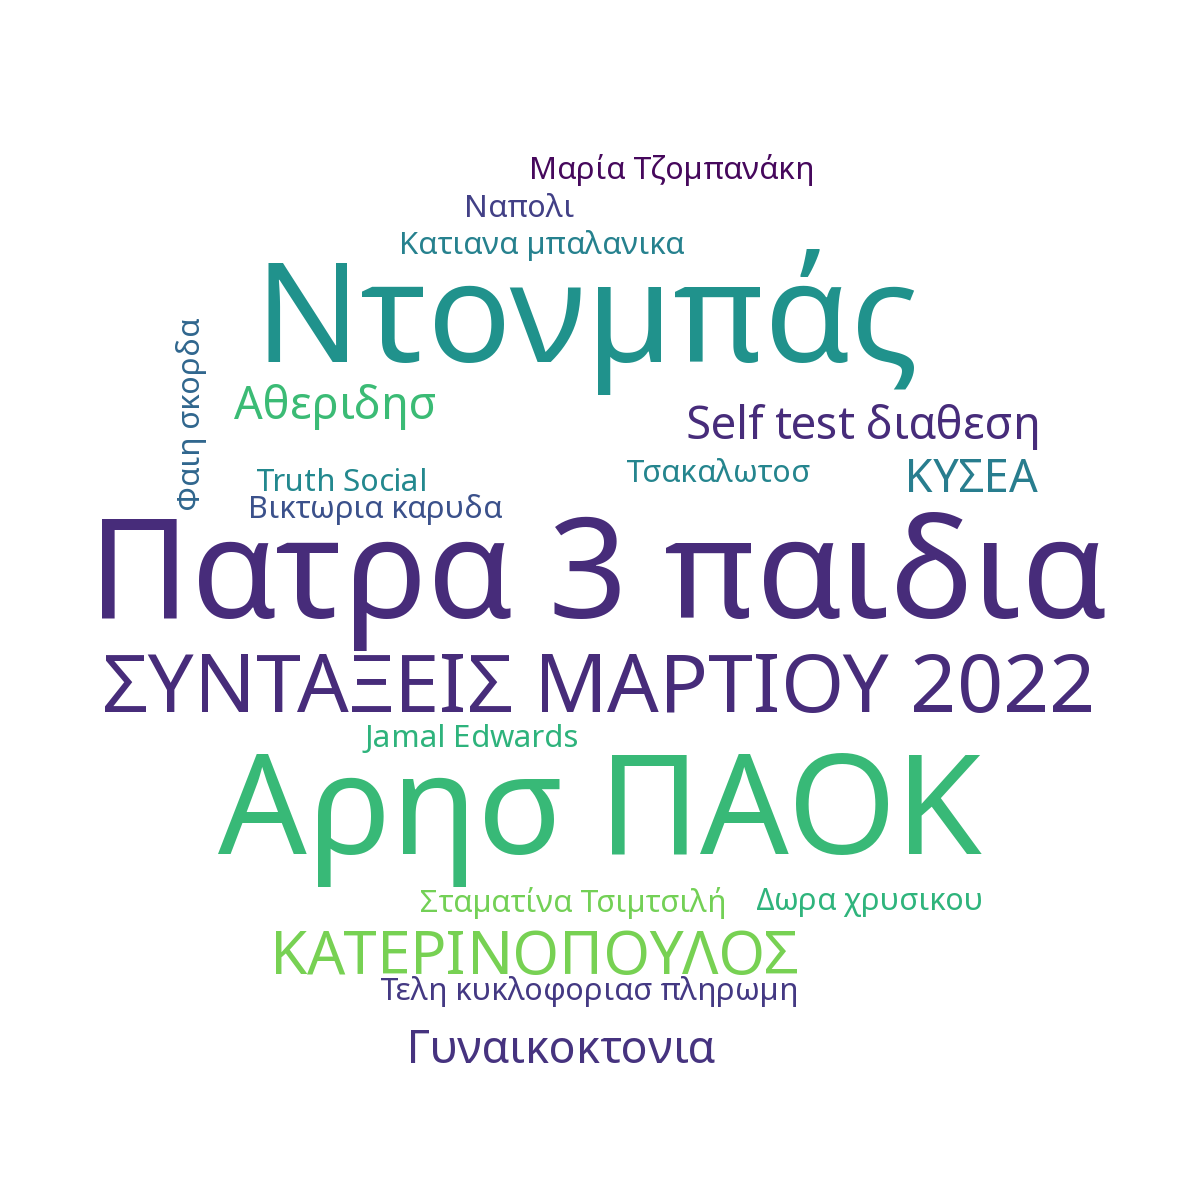 Μαρία Τζομπανάκη
Ναπολι
Κατιανα μπαλανικα
Ντονμπάς
Φαιη σκορδα
Αθεριδησ
Self test διαθεση
Τσακαλωτοσ
ΚΥΣΕΑ
Truth Social
Βικτωρια καρυδα
Πατρα 3 παιδια
ΣΥΝΤΑΞΕΙΣ ΜΑΡΤΙΟΥ 2022
Jamal Edwards
Αρησ ΠΑΟΚ
Σταματίνα Τσιμτσιλή
Δωρα χρυσικου
ΚΑΤΕΡΙΝΟΠΟΥΛΟΣ
Τελη κυκλοφοριασ πληρωμη
Γυναικοκτονια